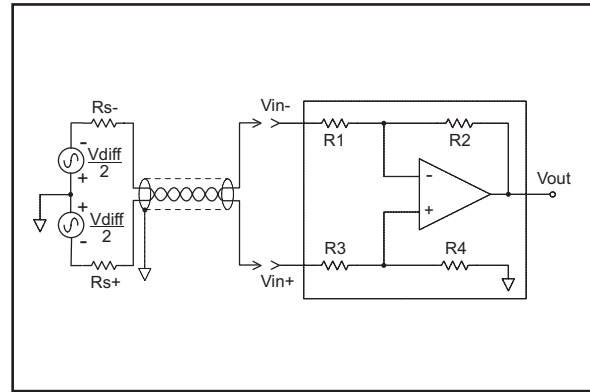 Rs-
Vin-
R1
R2
-
Vdiff
2
+
-
Vout
+
Vdiff
2
+
-
R3
R4
Rs+
Vin+